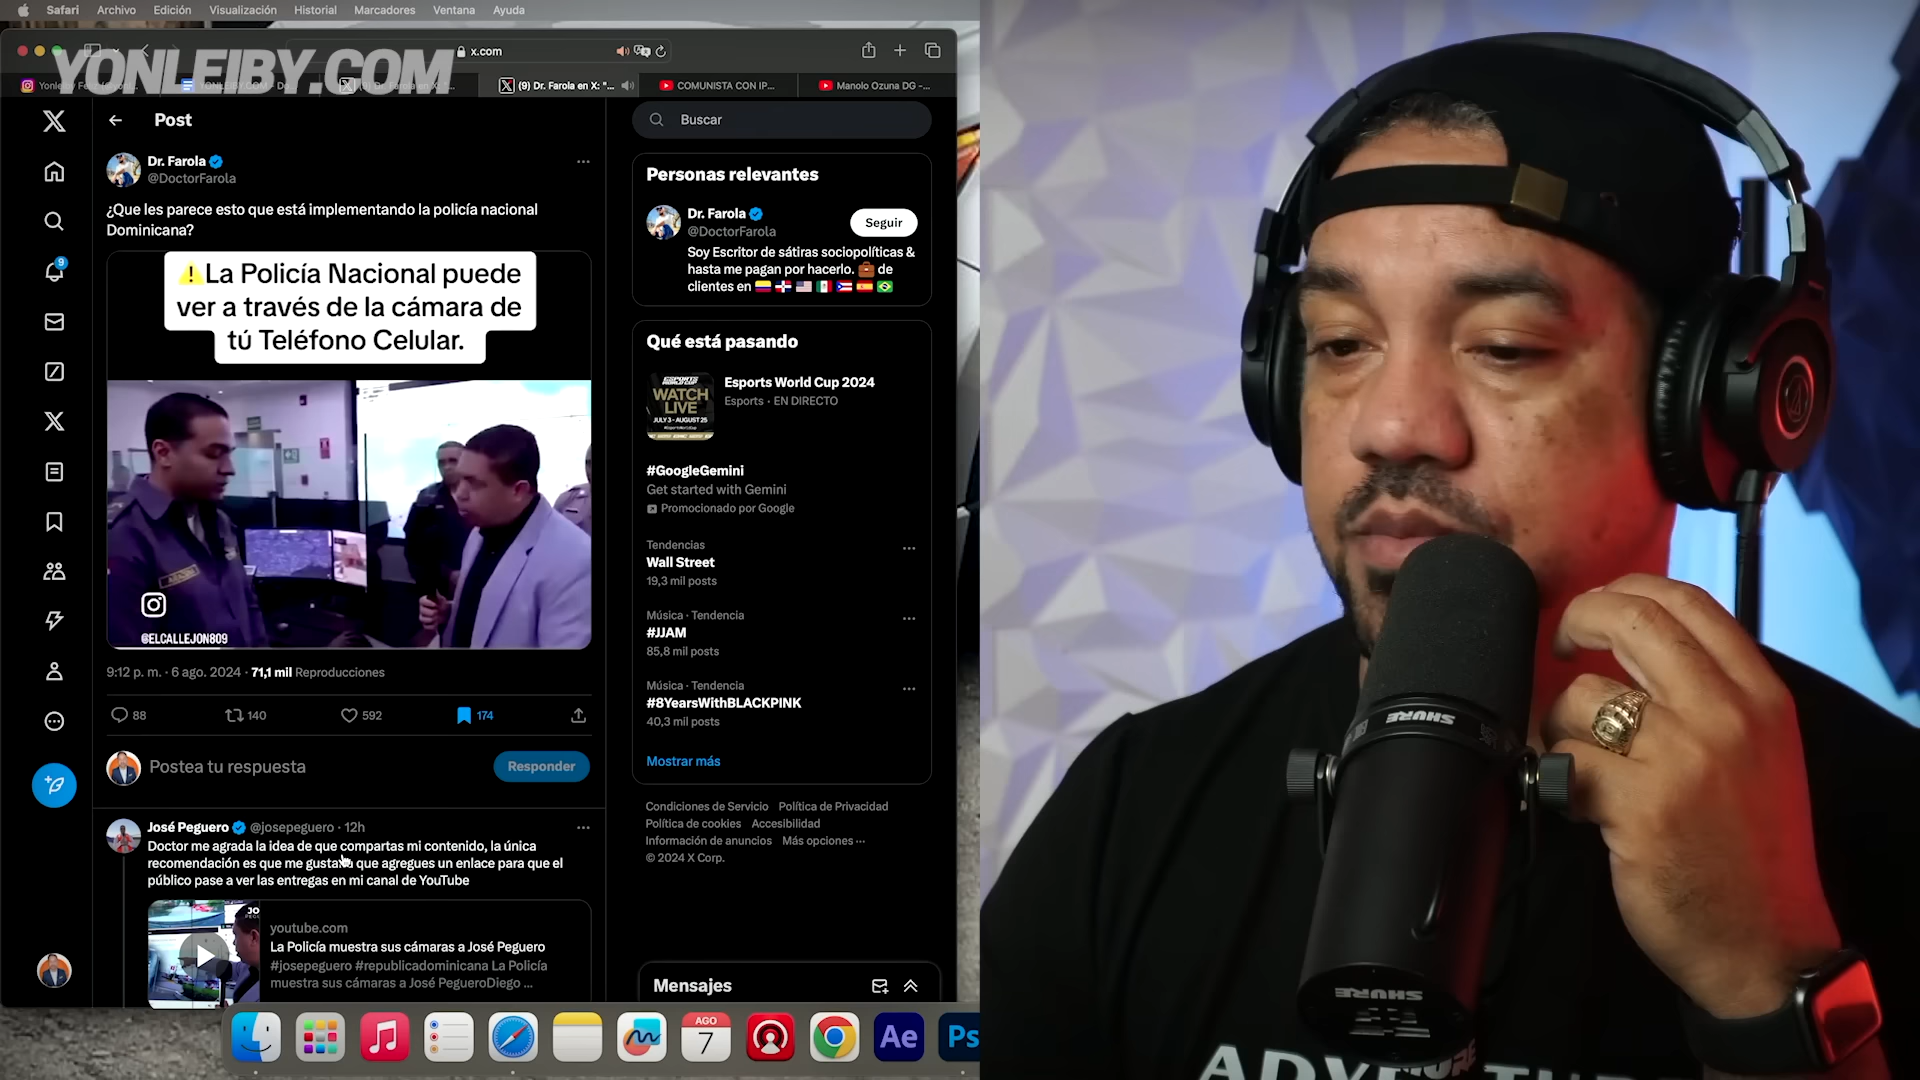 Safari Archivo Edición Visualización Historial Marcadores Ventana Ayuda
YONLEIBY.COM
x.com
(9) Dr. Farola en X: "...
COMUNISTA CON IP...
Manolo Ozuna DG -...
Post
Buscar
Dr. Farola
@DoctorFarola
¿Que les parece esto que está implementando la policía nacional
Dominicana?
⚠️La Policía Nacional puede
ver a través de la cámara de
tú Teléfono Celular.
@ELCALLEJON809
9:12 p. m. · 6 ago. 2024 · 71,1 mil Reproducciones
88 140 592 174
Postea tu respuesta
Responder
José Peguero @josepeguero · 12h
Doctor me agrada la idea de que compartas mi contenido, la única
recomendación es que me gustaría que agregues un enlace para que el
público pase a ver las entregas en mi canal de YouTube
youtube.com
La Policía muestra sus cámaras a José Peguero
#josepeguero #republicadominicana La Policía
muestra sus cámaras a José PegueroDiego ...
9
Personas relevantes
Dr. Farola
@DoctorFarola
Seguir
Soy Escritor de sátiras sociopolíticas &
hasta me pagan por hacerlo. 💼 de
clientes en 🇨🇴 🇩🇴 🇺🇸 🇲🇽 🇵🇷 🇪🇸 🇧🇷
Qué está pasando
ESPORTS
WORLD CUP
WATCH
LIVE
JULY 3 - AUGUST 25
Esports World Cup 2024
Esports · EN DIRECTO
#GoogleGemini
Get started with Gemini
Promocionado por Google
Tendencias
Wall Street
19,3 mil posts
Música · Tendencia
#JJAM
85,8 mil posts
Música · Tendencia
#8YearsWithBLACKPINK
40,3 mil posts
Mostrar más
Condiciones de Servicio Política de Privacidad
Política de cookies Accesibilidad
Información de anuncios Más opciones ···
© 2024 X Corp.
Mensajes
AGO
7
Ae
Ps
SHURE
SHURE